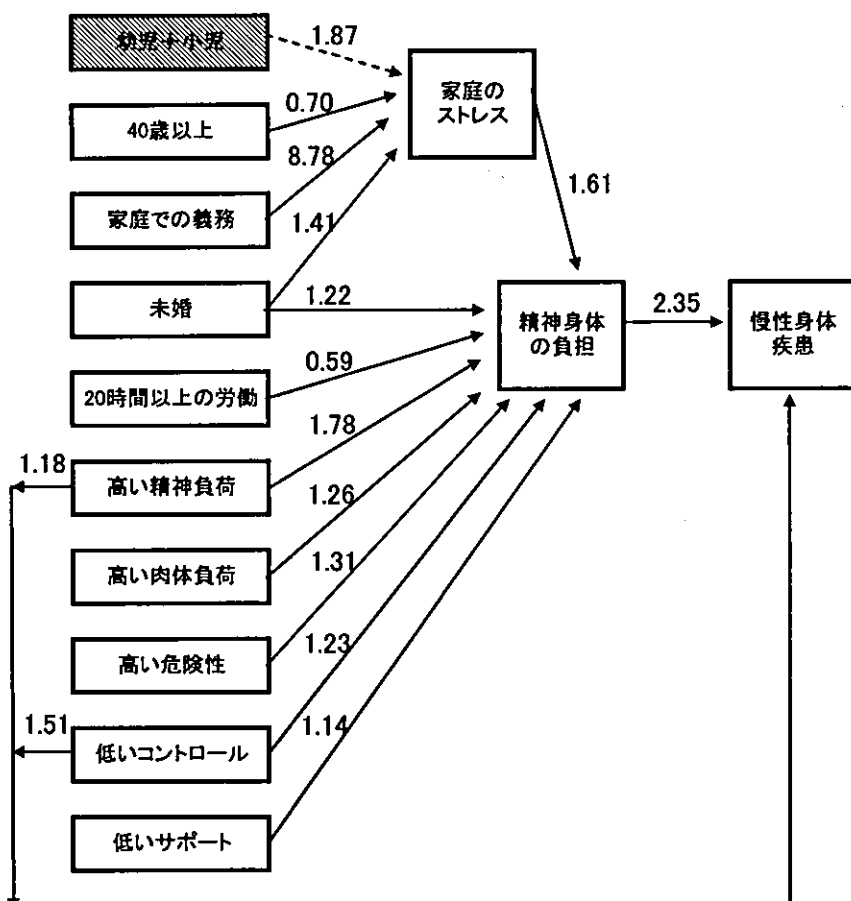 幼児+小児
1.87
家庭の
ストレス
40歳以上
0.70
家庭での義務
8.78
1.61
未婚
1.41
1.22
精神身体
の負担
2.35
慢性身体
疾患
20時間以上の労働
0.59
1.18
高い精神負荷
1.78
高い肉体負荷
1.26
高い危険性
1.31
1.51
低いコントロール
1.23
低いサポート
1.14